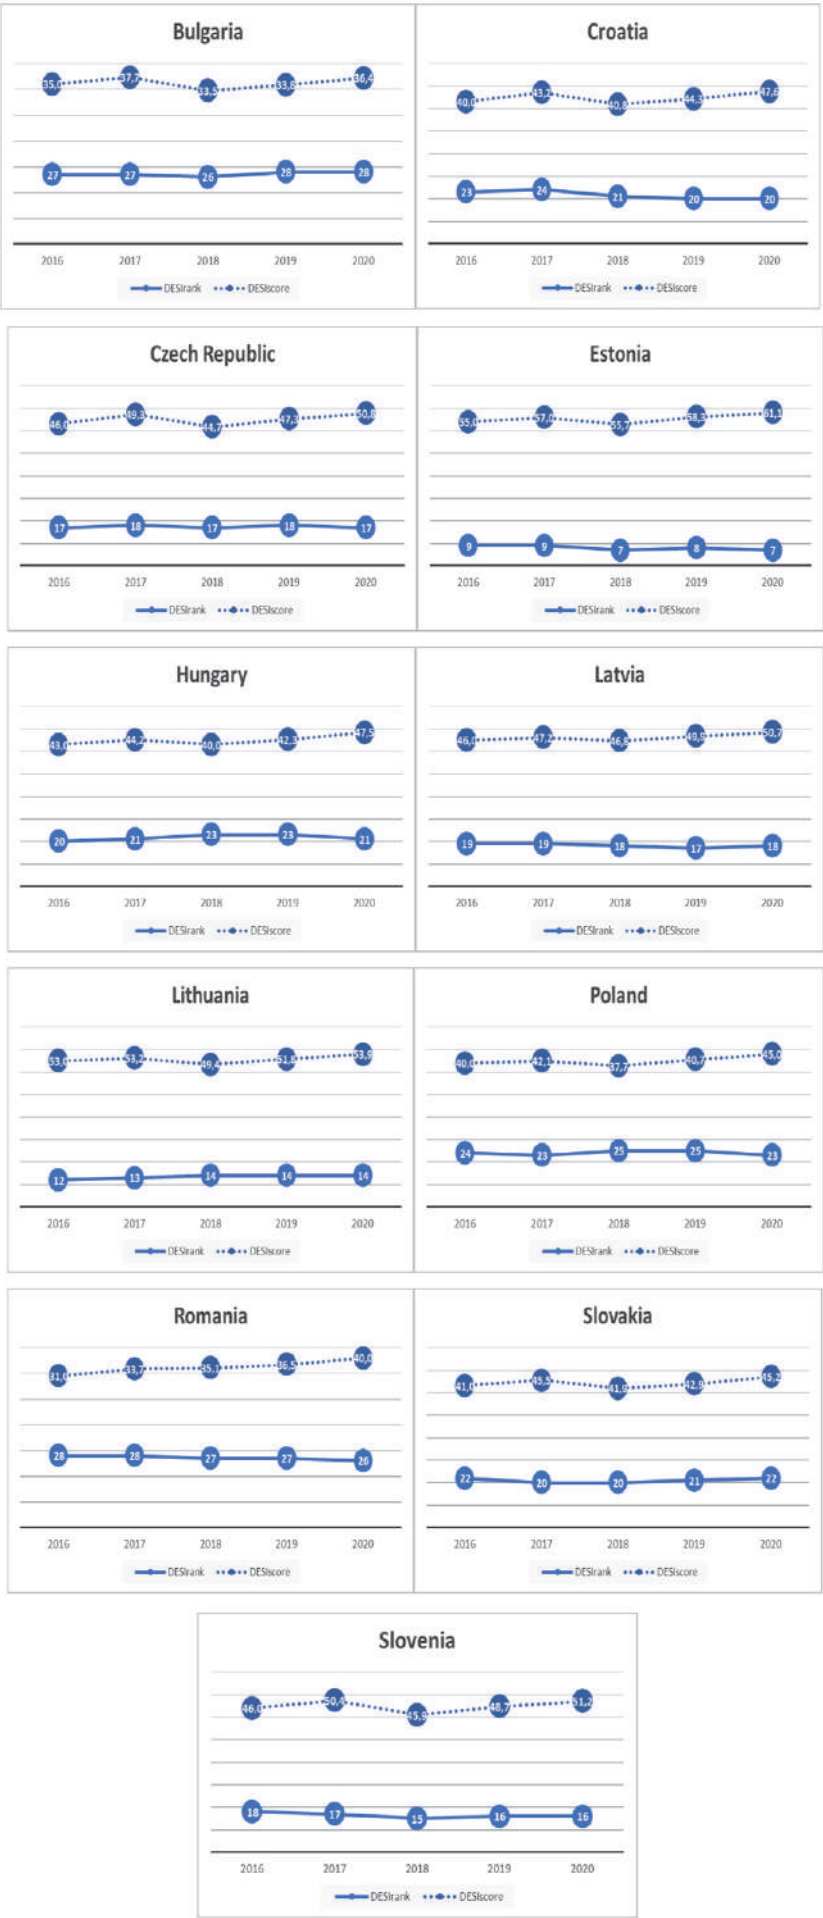 Bulgaria
35,0 37,7 33,5 33,8 36,4
27 27 26 28 28
2016 2017 2018 2019 2020
DESIrank DESIscore
Croatia
40,0 43,2 40,8 44,3 47,6
23 24 21 20 20
2016 2017 2018 2019 2020
DESIrank DESIscore
Czech Republic
46,0 49,3 44,7 47,3 50,8
17 18 17 18 17
2016 2017 2018 2019 2020
DESIrank DESIscore
Estonia
55,0 57,0 55,7 58,3 61,1
9 9 7 8 7
2016 2017 2018 2019 2020
DESIrank DESIscore
Hungary
43,0 44,2 40,0 42,3 47,5
20 21 23 23 21
2016 2017 2018 2019 2020
DESIrank DESIscore
Latvia
46,0 47,2 46,8 49,9 50,7
19 19 18 17 18
2016 2017 2018 2019 2020
DESIrank DESIscore
Lithuania
53,0 53,2 49,4 51,8 53,9
12 13 14 14 14
2016 2017 2018 2019 2020
DESIrank DESIscore
Poland
40,0 42,1 37,7 40,7 45,0
24 23 25 25 23
2016 2017 2018 2019 2020
DESIrank DESIscore
Romania
31,0 33,7 35,1 36,5 40,0
28 28 27 27 26
2016 2017 2018 2019 2020
DESIrank DESIscore
Slovakia
41,0 45,5 41,9 42,9 45,2
22 20 20 21 22
2016 2017 2018 2019 2020
DESIrank DESIscore
Slovenia
46,0 50,4 45,9 48,7 51,2
18 17 15 16 16
2016 2017 2018 2019 2020
DESIrank DESIscore